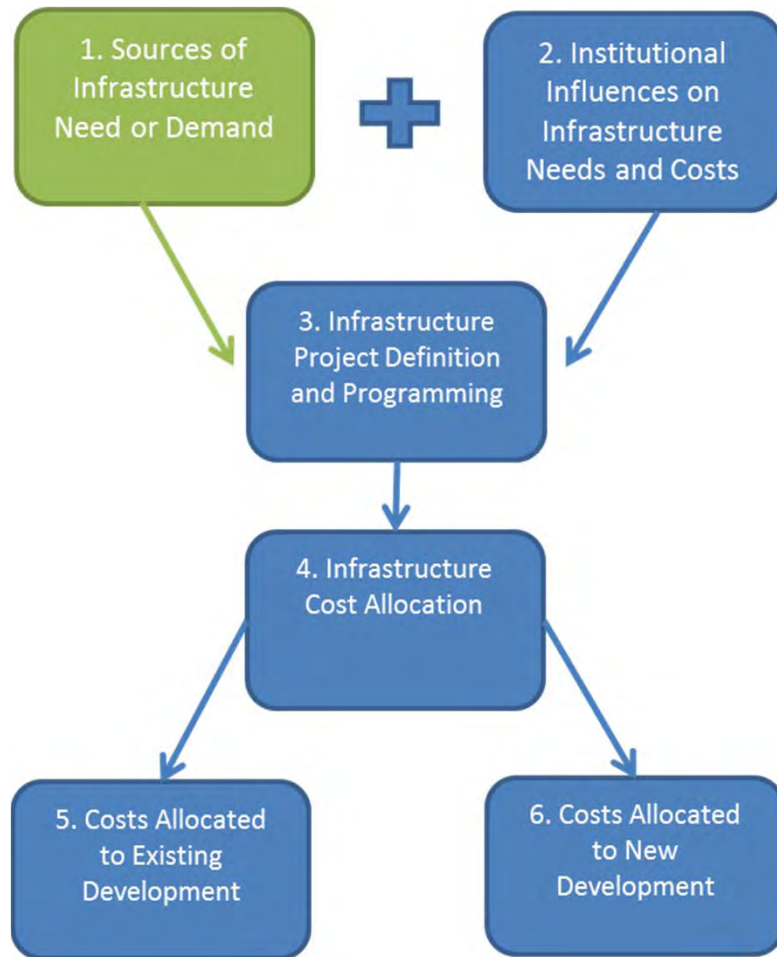 1. Sources of
Infrastructure
Need or Demand
2. Institutional
Influences on
Infrastructure
Needs and Costs
3. Infrastructure
Project Definition
and Programming
4. Infrastructure
Cost Allocation
5. Costs Allocated
to Existing
Development
6. Costs Allocated
to New
Development